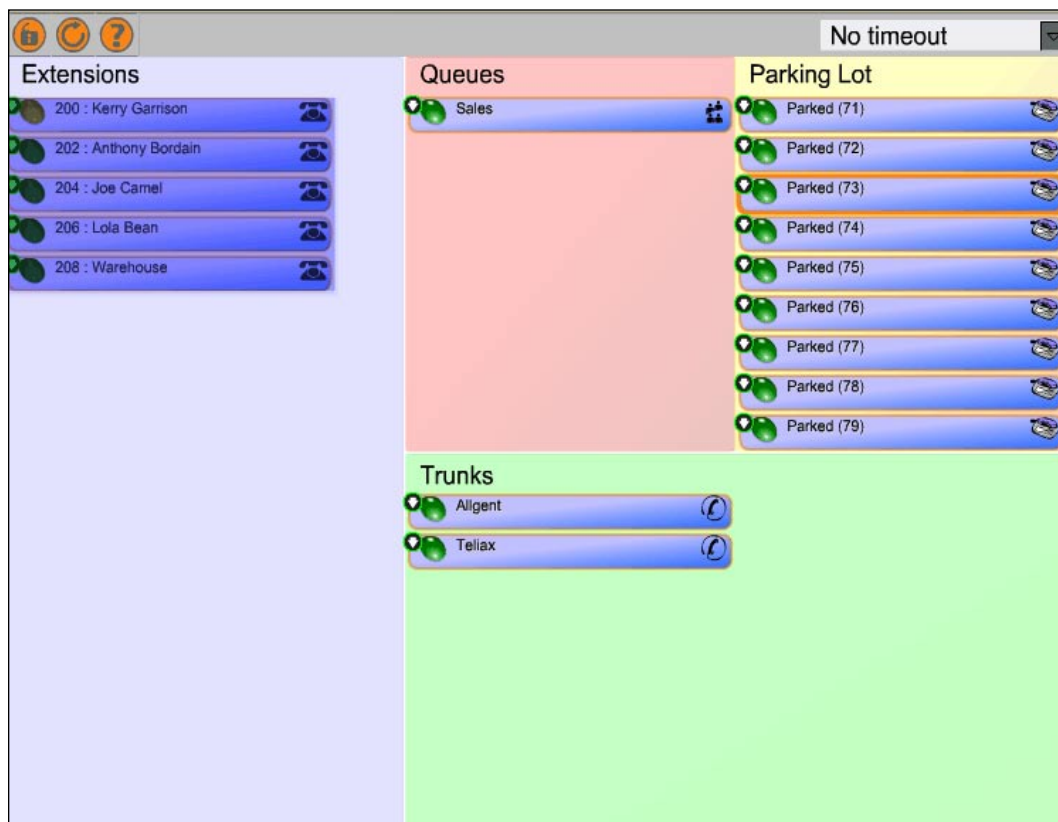 No timeout
Extensions
200 : Kerry Garrison
202 : Anthony Bordain
204 : Joe Camel
206 : Lola Bean
208 : Warehouse
Queues
Sales
Parking Lot
Parked (71)
Parked (72)
Parked (73)
Parked (74)
Parked (75)
Parked (76)
Parked (77)
Parked (78)
Parked (79)
Trunks
Allgent
Teliax